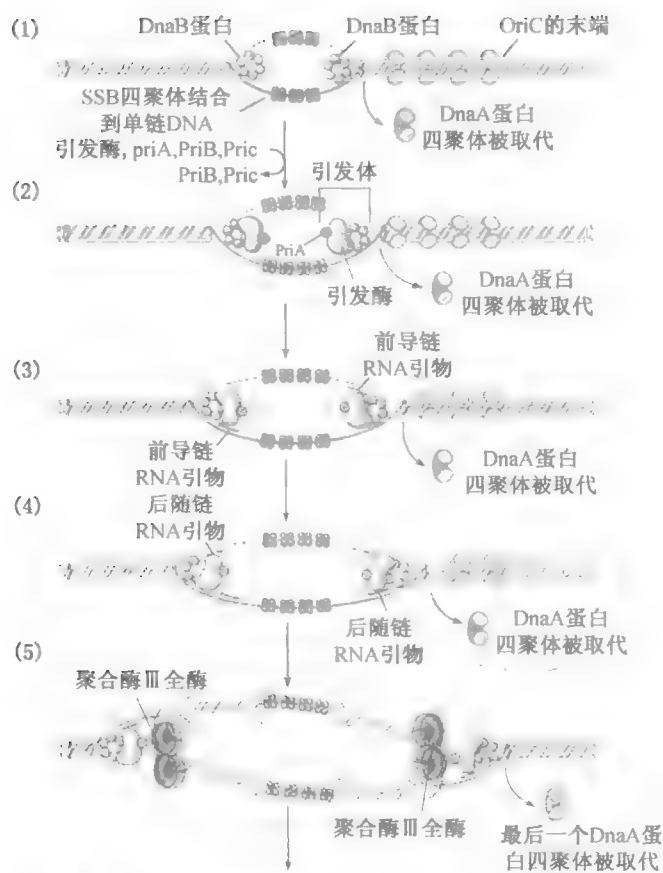 (1)
DnaB蛋白
DnaB蛋白
OriC的末端
SSB四聚体结合
到单链DNA
引发酶, priA,PriB,Pric
PriB,Pric
DnaA蛋白
四聚体被取代
(2)
引发体
PriA
引发酶
DnaA蛋白
四聚体被取代
(3)
前导链
RNA引物
前导链
RNA引物
DnaA蛋白
四聚体被取代
(4)
后随链
RNA引物
后随链
RNA引物
DnaA蛋白
四聚体被取代
(5)
聚合酶Ⅲ全酶
聚合酶Ⅲ全酶
最后一个DnaA蛋
白四聚体被取代